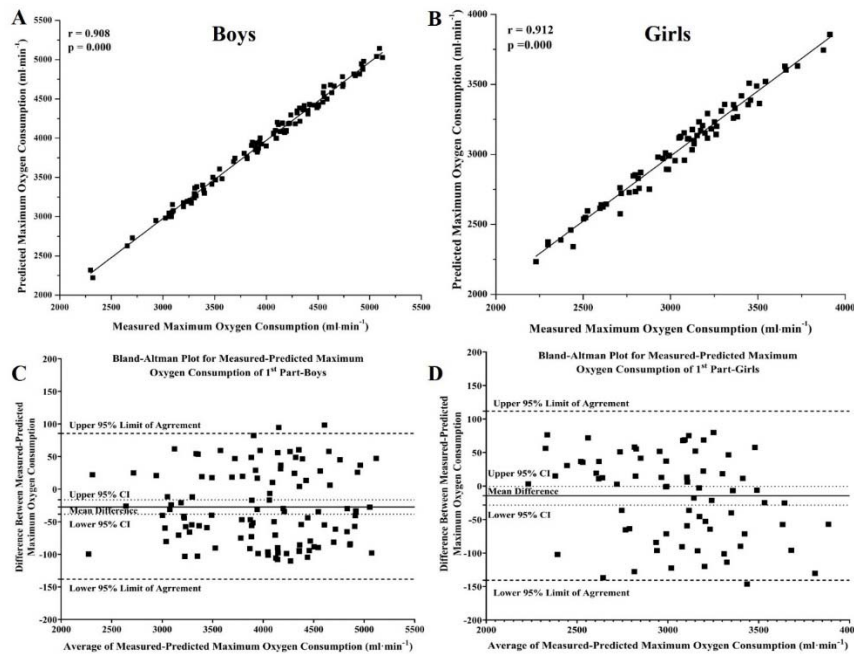 A
r = 0.908
p = 0.000
Boys
Predicted Maximum Oxygen Consumption (ml·min⁻¹)
5500
5000
4500
4000
3500
3000
2500
2000
2000 2500 3000 3500 4000 4500 5000 5500
Measured Maximum Oxygen Consumption (ml·min⁻¹)
B
r = 0.912
p =0.000
Girls
Predicted Maximum Oxygen Consumption (ml·min⁻¹)
4000
3500
3000
2500
2000
2000 2500 3000 3500 4000
Measured Maximum Oxygen Consumption (ml·min⁻¹)
C
Bland-Altman Plot for Measured-Predicted Maximum
Oxygen Consumption of 1st Part-Boys
Difference Between Measured-Predicted
Maximum Oxygen Consumption
200
150
100
50
0
-50
-100
-150
-200
Upper 95% Limit of Agrrement
Upper 95% CI
Mean Difference
Lower 95% CI
Lower 95% Limit of Agrrement
2000 2500 3000 3500 4000 4500 5000 5500
Average of Measured-Predicted Maximum Oxygen Consumption (ml·min⁻¹)
D
Bland-Altman Plot for Measured-Predicted Maximum
Oxygen Consumption of 1st Part-Girls
Difference Between Measured-Predicted
Maximum Oxygen Consumption
200
150
100
50
0
-50
-100
-150
-200
Upper 95% Limit of Agrrement
Upper 95% CI
Mean Difference
Lower 95% CI
Lower 95% Limit of Agrrement
2000 2500 3000 3500 4000
Average of Measured-Predicted Maximum Oxygen Consumption (ml·min⁻¹)